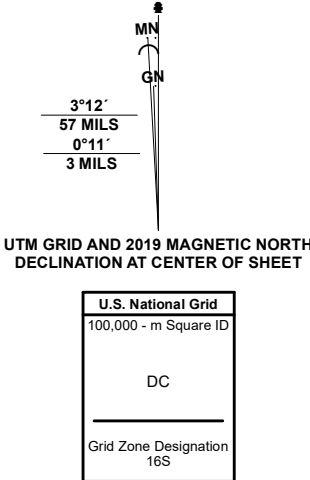 MN
GN
3°12´
57 MILS
0°11´
3 MILS
UTM GRID AND 2019 MAGNETIC NORTH
DECLINATION AT CENTER OF SHEET
U.S. National Grid
100,000 - m Square ID
DC
Grid Zone Designation
16S